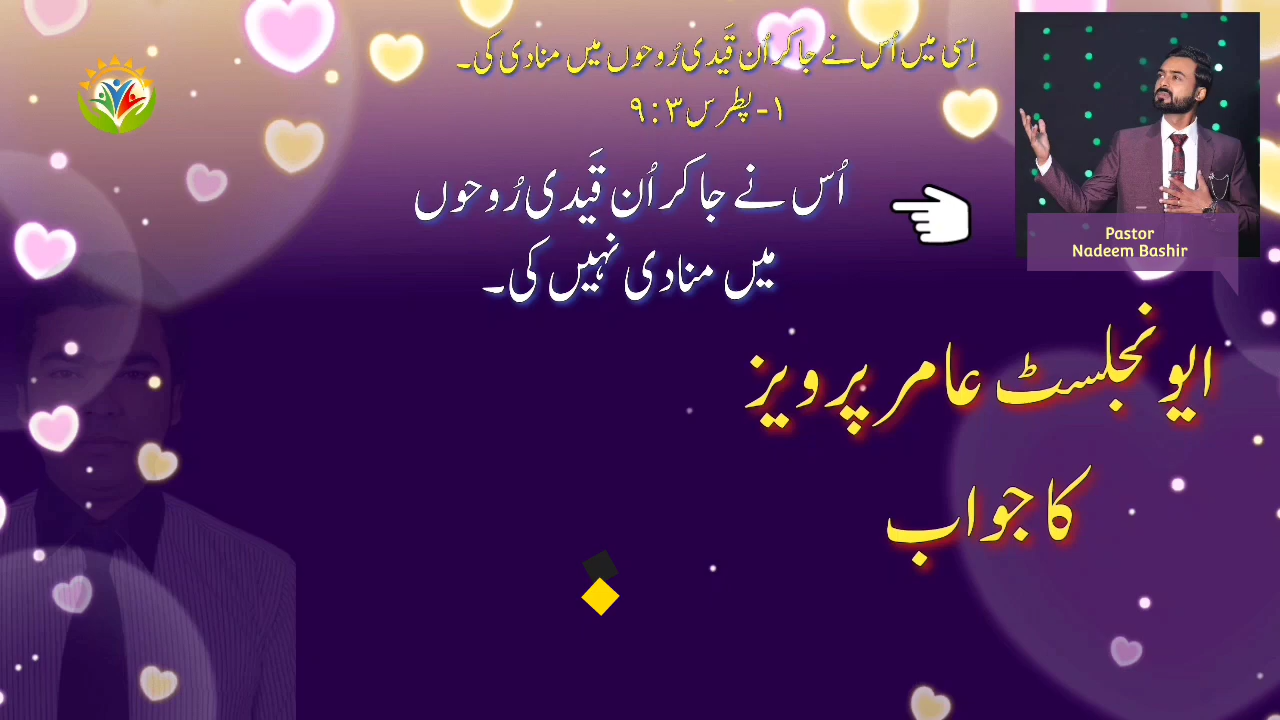 اِسی میں اُس نے جا کر اُن قَیدی رُوحوں میں منادی کی۔
۱- پطرس ۳ : ۹
اُس نے جا کر اُن قَیدی رُوحوں
میں منادی نہیں کی۔
Pastor
Nadeem Bashir
ایونجلسٹ عامر پرویز
کا جواب